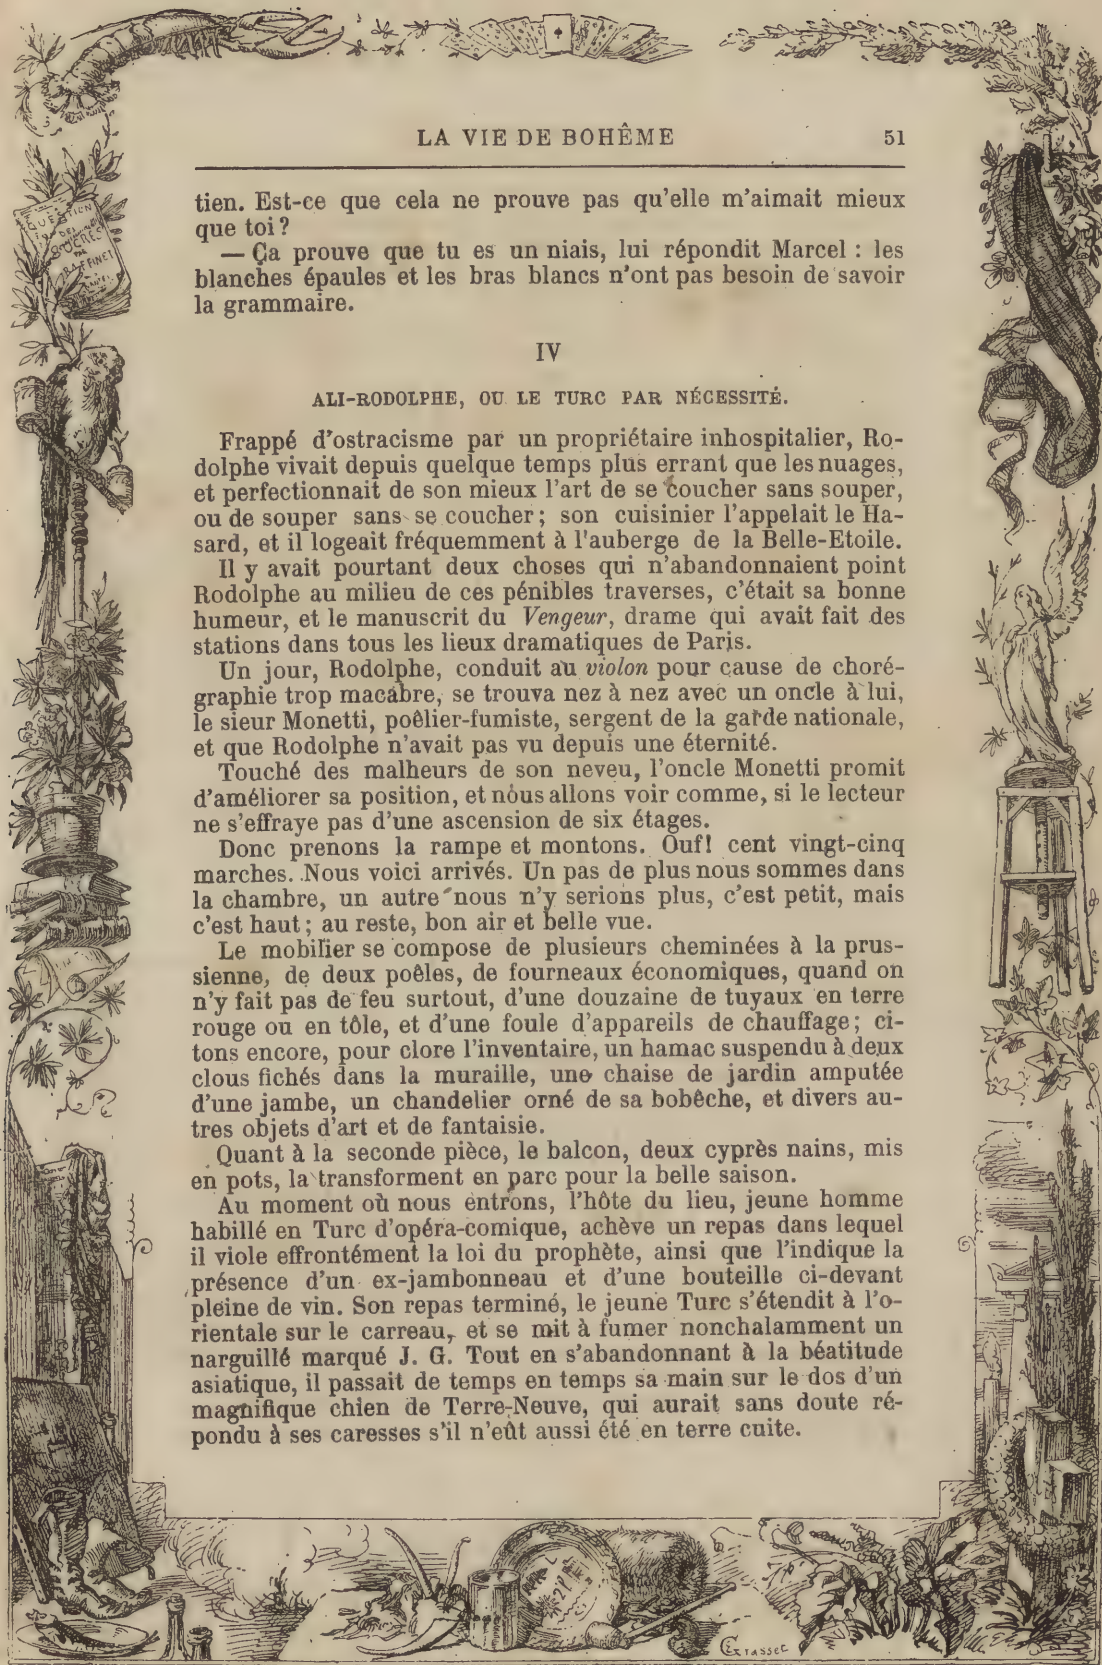 LA VIE DE BOHÊME 51
tien. Est-ce que cela ne prouve pas qu'elle m'aimait mieux
que toi?
— Ça prouve que tu es un niais, lui répondit Marcel : les
blanches épaules et les bras blancs n'ont pas besoin de savoir
la grammaire.
IV
ALI-RODOLPHE, OU LE TURC PAR NÉCESSITÉ.
Frappé d'ostracisme par un propriétaire inhospitalier, Ro-
dolphe vivait depuis quelque temps plus errant que les nuages,
et perfectionnait de son mieux l'art de se coucher sans souper,
ou de souper sans se coucher; son cuisinier l'appelait le Ha-
sard, et il logeait fréquemment à l'auberge de la Belle-Etoile.
Il y avait pourtant deux choses qui n'abandonnaient point
Rodolphe au milieu de ces pénibles traverses, c'était sa bonne
humeur, et le manuscrit du Vengeur, drame qui avait fait des
stations dans tous les lieux dramatiques de Paris.
Un jour, Rodolphe, conduit au violon pour cause de choré-
graphie trop macabre, se trouva nez à nez avec un oncle à lui,
le sieur Monetti, poêlier-fumiste, sergent de la garde nationale,
et que Rodolphe n'avait pas vu depuis une éternité.
Touché des malheurs de son neveu, l'oncle Monetti promit
d'améliorer sa position, et nous allons voir comme, si le lecteur
ne s'effraye pas d'une ascension de six étages.
Donc prenons la rampe et montons. Ouf! cent vingt-cinq
marches. Nous voici arrivés. Un pas de plus nous sommes dans
la chambre, un autre nous n'y serions plus, c'est petit, mais
c'est haut; au reste, bon air et belle vue.
Le mobilier se compose de plusieurs cheminées à la prus-
sienne, de deux poêles, de fourneaux économiques, quand on
n'y fait pas de feu surtout, d'une douzaine de tuyaux en terre
rouge ou en tôle, et d'une foule d'appareils de chauffage; ci-
tons encore, pour clore l'inventaire, un hamac suspendu à deux
clous fichés dans la muraille, une chaise de jardin amputée
d'une jambe, un chandelier orné de sa bobêche, et divers au-
tres objets d'art et de fantaisie.
Quant à la seconde pièce, le balcon, deux cyprès nains, mis
en pots, la transforment en parc pour la belle saison.
Au moment où nous entrons, l'hôte du lieu, jeune homme
habillé en Turc d'opéra-comique, achève un repas dans lequel
il viole effrontément la loi du prophète, ainsi que l'indique la
présence d'un ex-jambonneau et d'une bouteille ci-devant
pleine de vin. Son repas terminé, le jeune Turc s'étendit à l'o-
rientale sur le carreau, et se mit à fumer nonchalamment un
narguillé marqué J. G. Tout en s'abandonnant à la béatitude
asiatique, il passait de temps en temps sa main sur le dos d'un
magnifique chien de Terre-Neuve, qui aurait sans doute ré-
pondu à ses caresses s'il n'eût aussi été en terre cuite.
QUESTION
DES
SUCRES
PAR
RAFFINET
Grasset